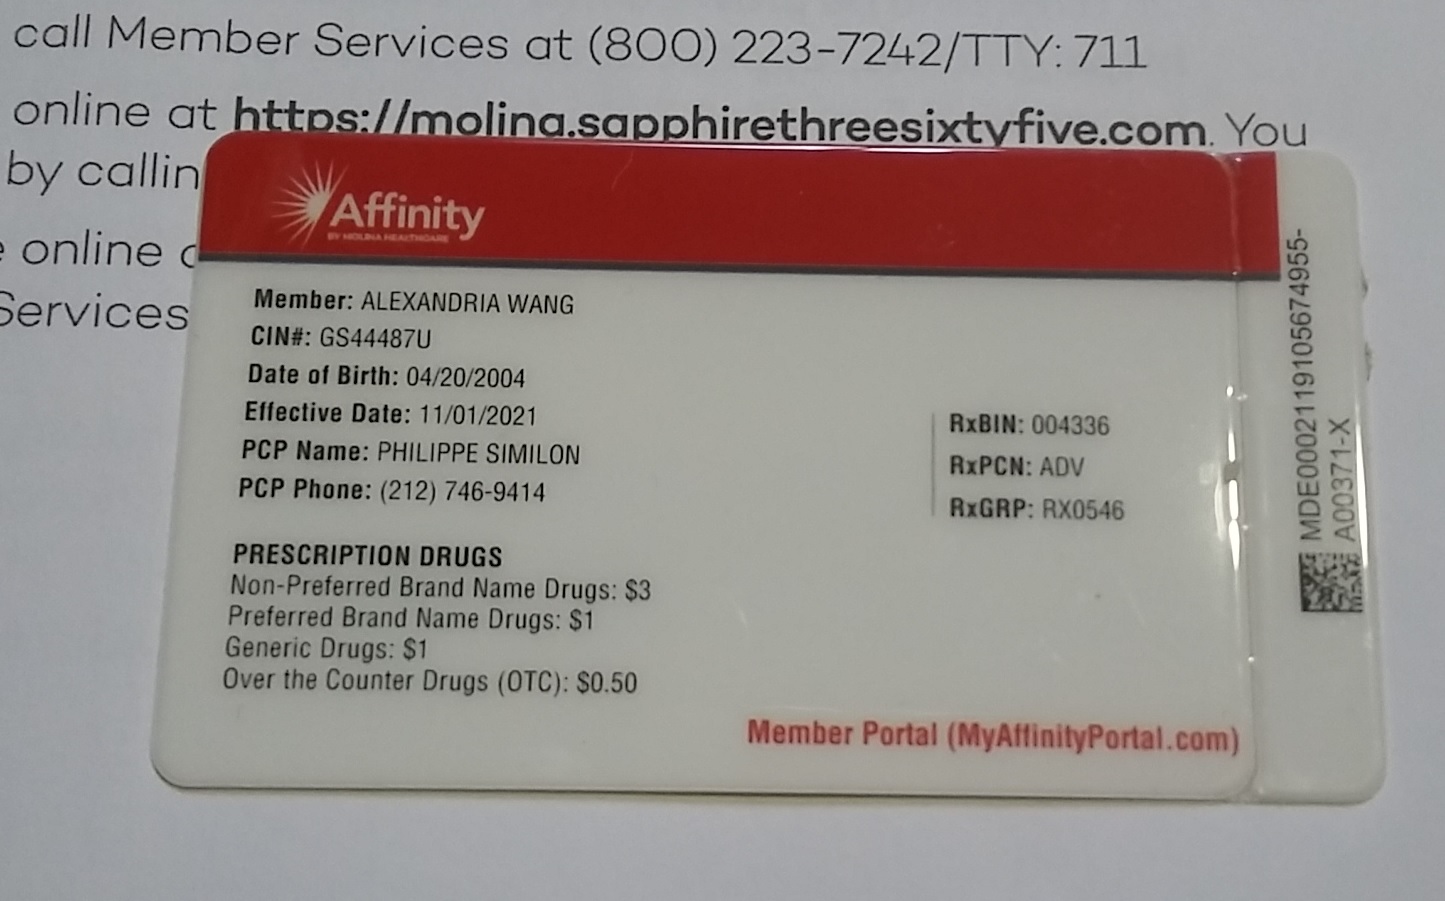 call Member Services at (800) 223-7242/TTY: 711
online at https://molina.sapphirethreesixtyfive.com. You
by callin
online
Services
Affinity
BY MOLINA HEALTHCARE
Member: ALEXANDRIA WANG
CIN#: GS44487U
Date of Birth: 04/20/2004
Effective Date: 11/01/2021
PCP Name: PHILIPPE SIMILON
PCP Phone: (212) 746-9414
RxBIN: 004336
RxPCN: ADV
RxGRP: RX0546
PRESCRIPTION DRUGS
Non-Preferred Brand Name Drugs: $3
Preferred Brand Name Drugs: $1
Generic Drugs: $1
Over the Counter Drugs (OTC): $0.50
Member Portal (MyAffinityPortal.com)
MDE0002119105674955-
A00371-X